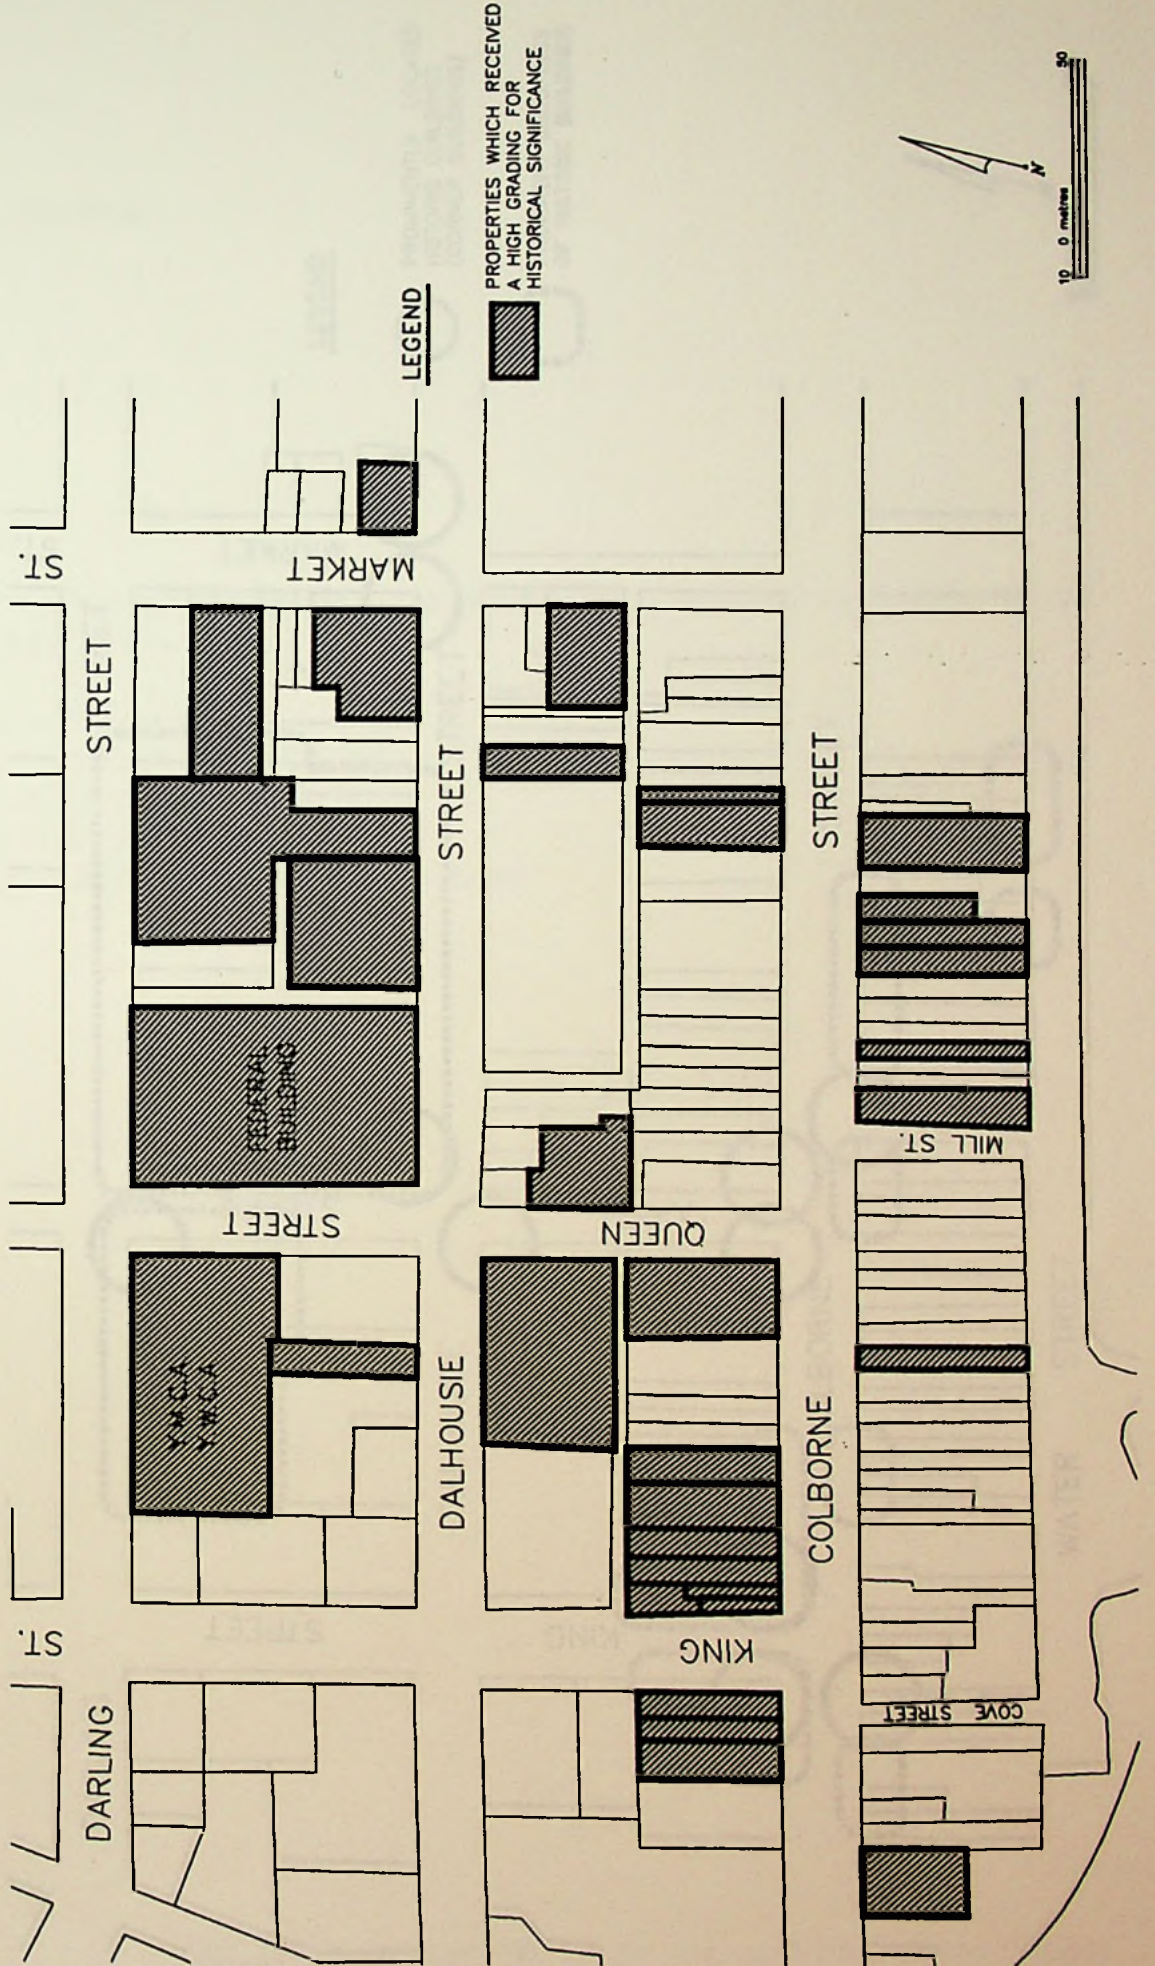 LEGEND
PROPERTIES WHICH RECEIVED
A HIGH GRADING FOR
HISTORICAL SIGNIFICANCE
10 0 metres 50
N
ST.
STREET
MARKET
STREET
STREET
FEDERAL
BUILDING
MILL ST.
STREET
QUEEN
Y.M.C.A
Y.W.C.A
DALHOUSIE
COLBORNE
ST.
KING
COVE STREET
DARLING